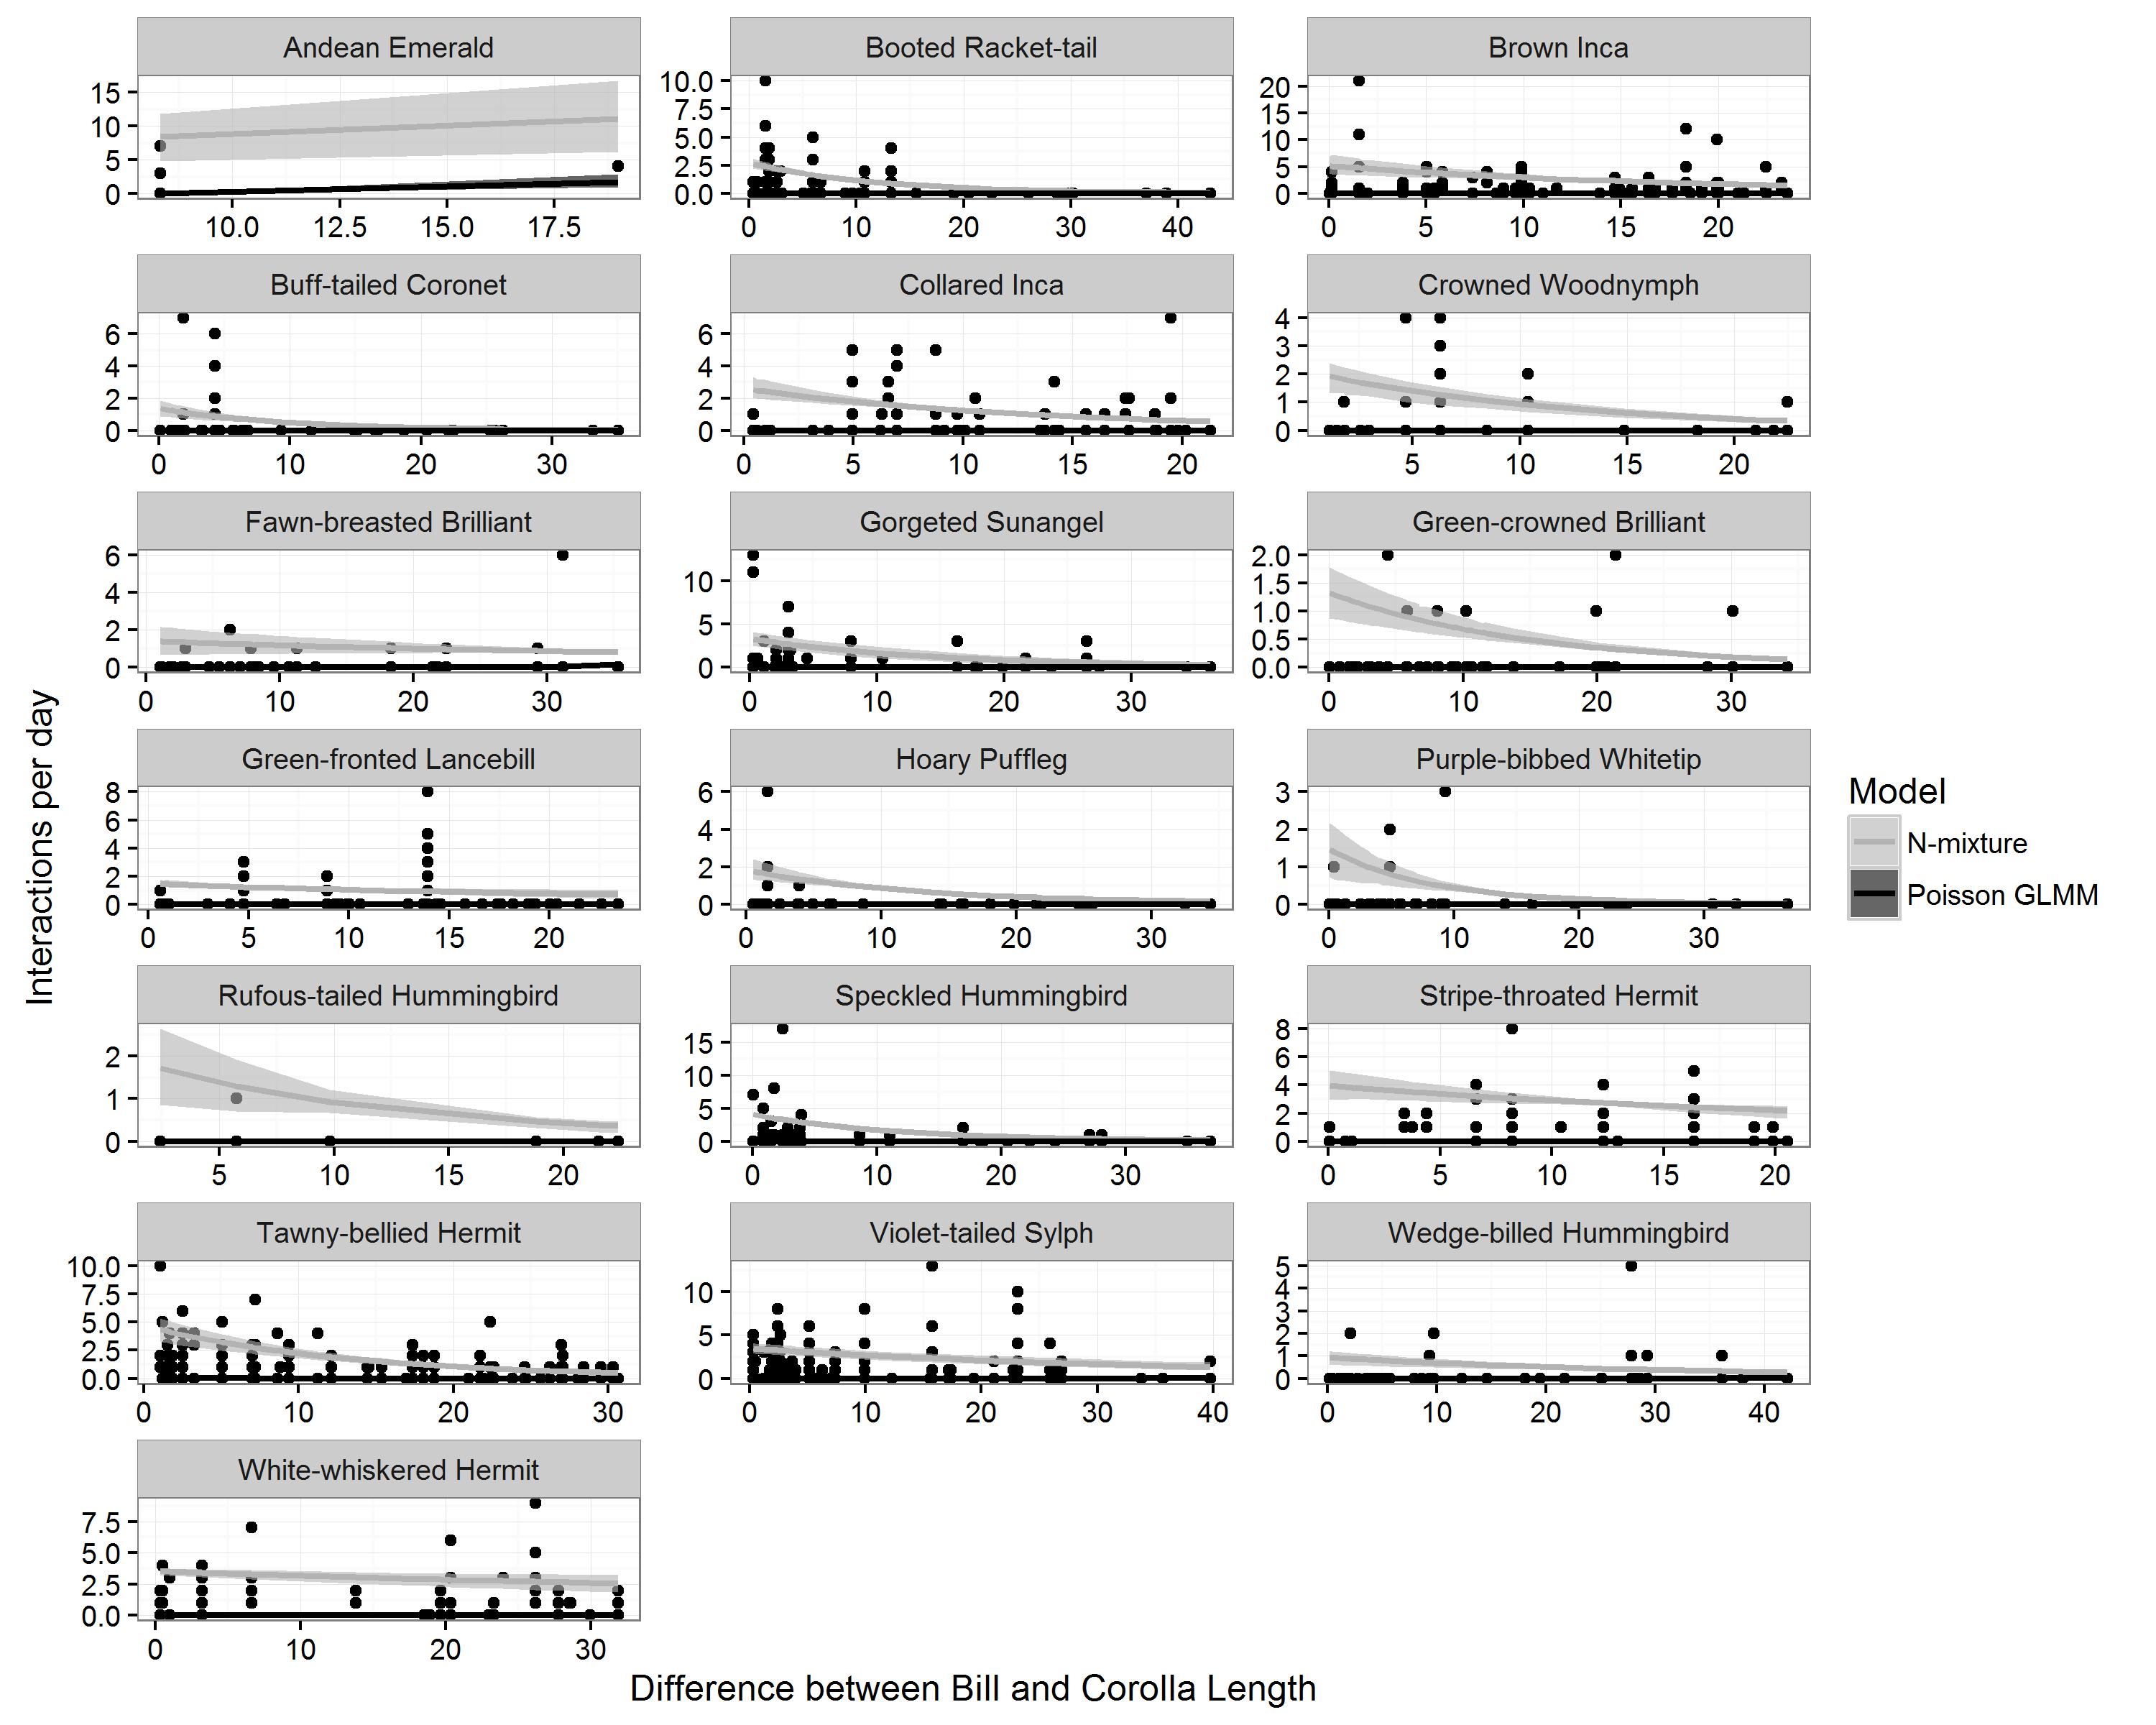 Andean Emerald
Booted Racket-tail
Brown Inca
15
10
5
0
10.0
7.5
5.0
2.5
0.0
20
15
10
5
0
10.0 12.5 15.0 17.5
0 10 20 30 40
0 5 10 15 20
Buff-tailed Coronet
Collared Inca
Crowned Woodnymph
6
4
2
0
6
4
2
0
4
3
2
1
0
0 10 20 30
0 5 10 15 20
5 10 15 20
Fawn-breasted Brilliant
Gorgeted Sunangel
Green-crowned Brilliant
6
4
2
0
10
5
0
2.0
1.5
1.0
0.5
0.0
0 10 20 30
0 10 20 30
0 10 20 30
Green-fronted Lancebill
Hoary Puffleg
Purple-bibbed Whitetip
8
6
4
2
0
6
4
2
0
3
2
1
0
0 5 10 15 20
0 10 20 30
0 10 20 30
Rufous-tailed Hummingbird
Speckled Hummingbird
Stripe-throated Hermit
2
1
0
15
10
5
0
8
6
4
2
0
5 10 15 20
0 10 20 30
0 5 10 15 20
Tawny-bellied Hermit
Violet-tailed Sylph
Wedge-billed Hummingbird
10.0
7.5
5.0
2.5
0.0
10
5
0
5
4
3
2
1
0
0 10 20 30
0 10 20 30 40
0 10 20 30 40
White-whiskered Hermit
7.5
5.0
2.5
0.0
0 10 20 30
Interactions per day
Difference between Bill and Corolla Length
Model
N-mixture
Poisson GLMM